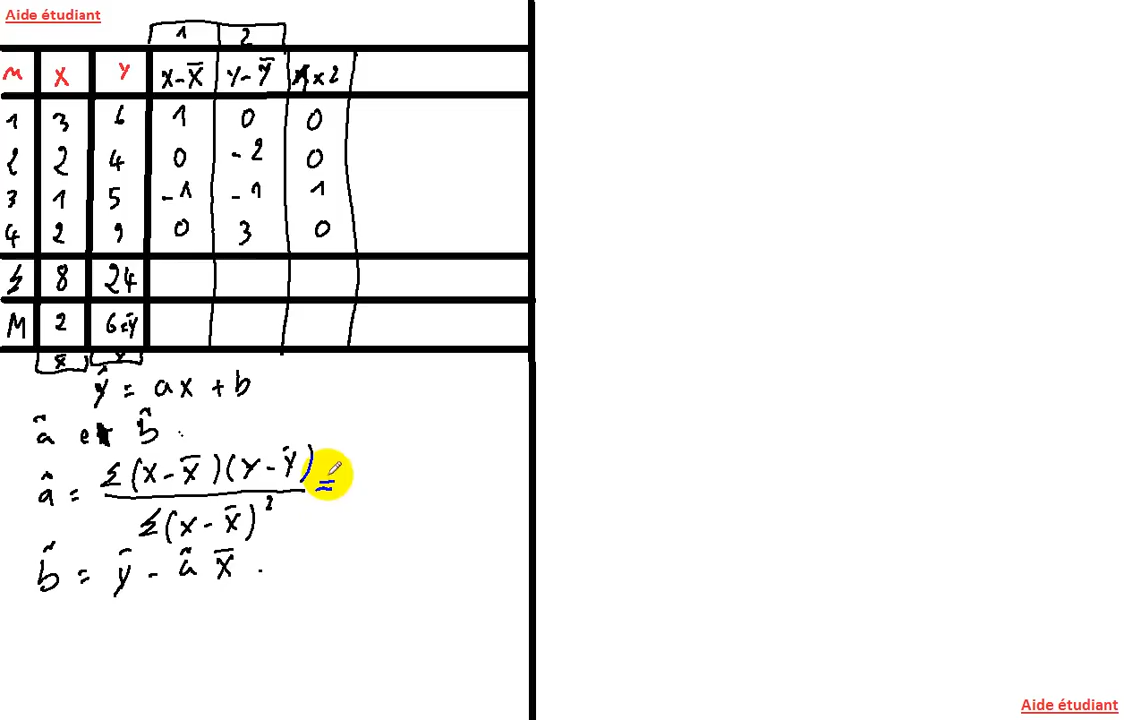 Aide étudiant
1 2
M X Y X-X̅ Y-Y̅ 1x2
1 3 6 1 0 0
2 2 4 0 -2 0
3 1 5 -1 -1 1
4 2 9 0 3 0
Σ 8 24
M 2 6=y̅
ŷ = ax + b
â et b̂ .
â = Σ(X-X̅)(Y-Y̅) =
Σ(X-X̅)²
b̂ = y̅ - â X̅ .
Aide étudiant